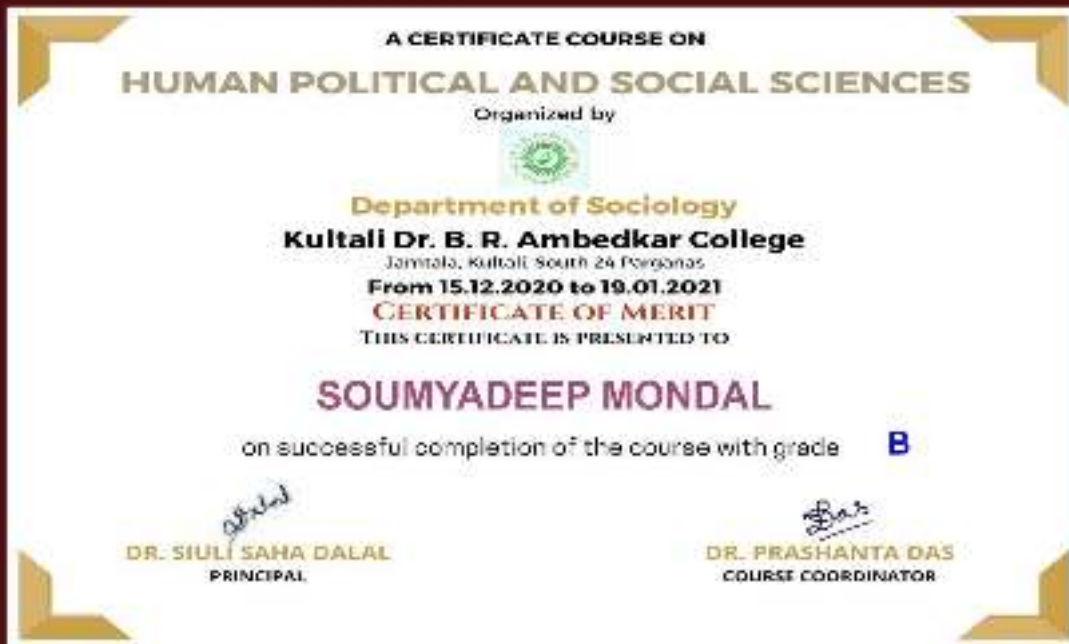 A CERTIFICATE COURSE ON
HUMAN POLITICAL AND SOCIAL SCIENCES
Organized by
Department of Sociology
Kultali Dr. B. R. Ambedkar College
Jamtala, Kultali, South 24 Parganas
From 15.12.2020 to 19.01.2021
CERTIFICATE OF MERIT
THIS CERTIFICATE IS PRESENTED TO
SOUMYADEEP MONDAL
on successful completion of the course with grade B
Das
DR. SIULI SAHA DALAL DR. PRASHANTA DAS
PRINCIPAL COURSE COORDINATOR